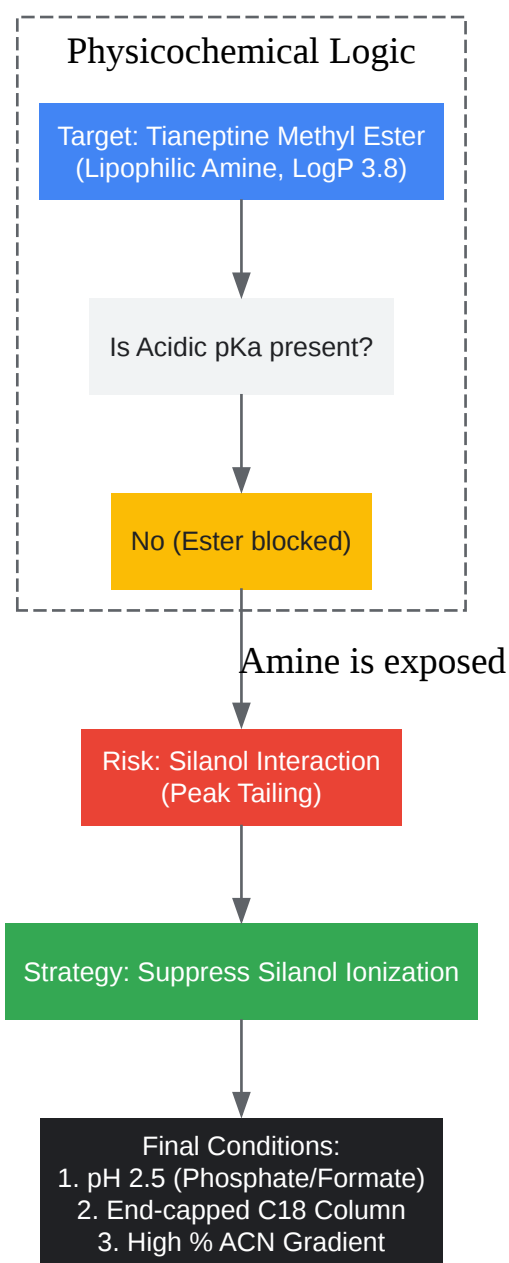 Physicochemical Logic
Target: Tianeptine Methyl Ester
(Lipophilic Amine, LogP 3.8)
Is Acidic pKa present?
No (Ester blocked)
Amine is exposed
Risk: Silanol Interaction
(Peak Tailing)
Strategy: Suppress Silanol Ionization
Final Conditions:
1. pH 2.5 (Phosphate/Formate)
2. End-capped C18 Column
3. High % ACN Gradient